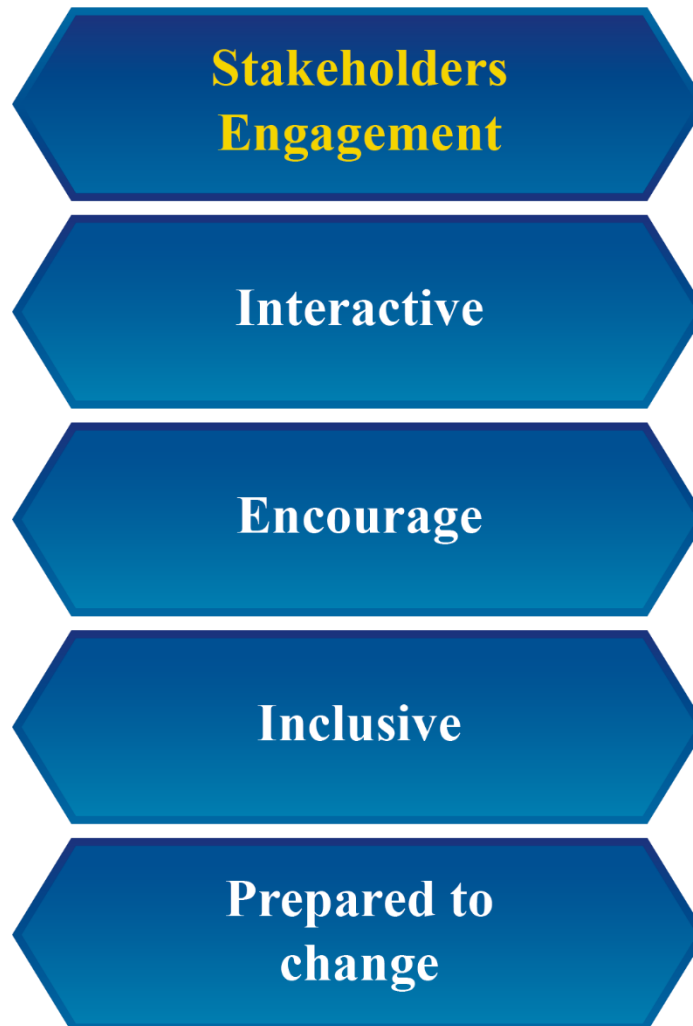 Stakeholders
Engagement
Interactive
Encourage
Inclusive
Prepared to
change